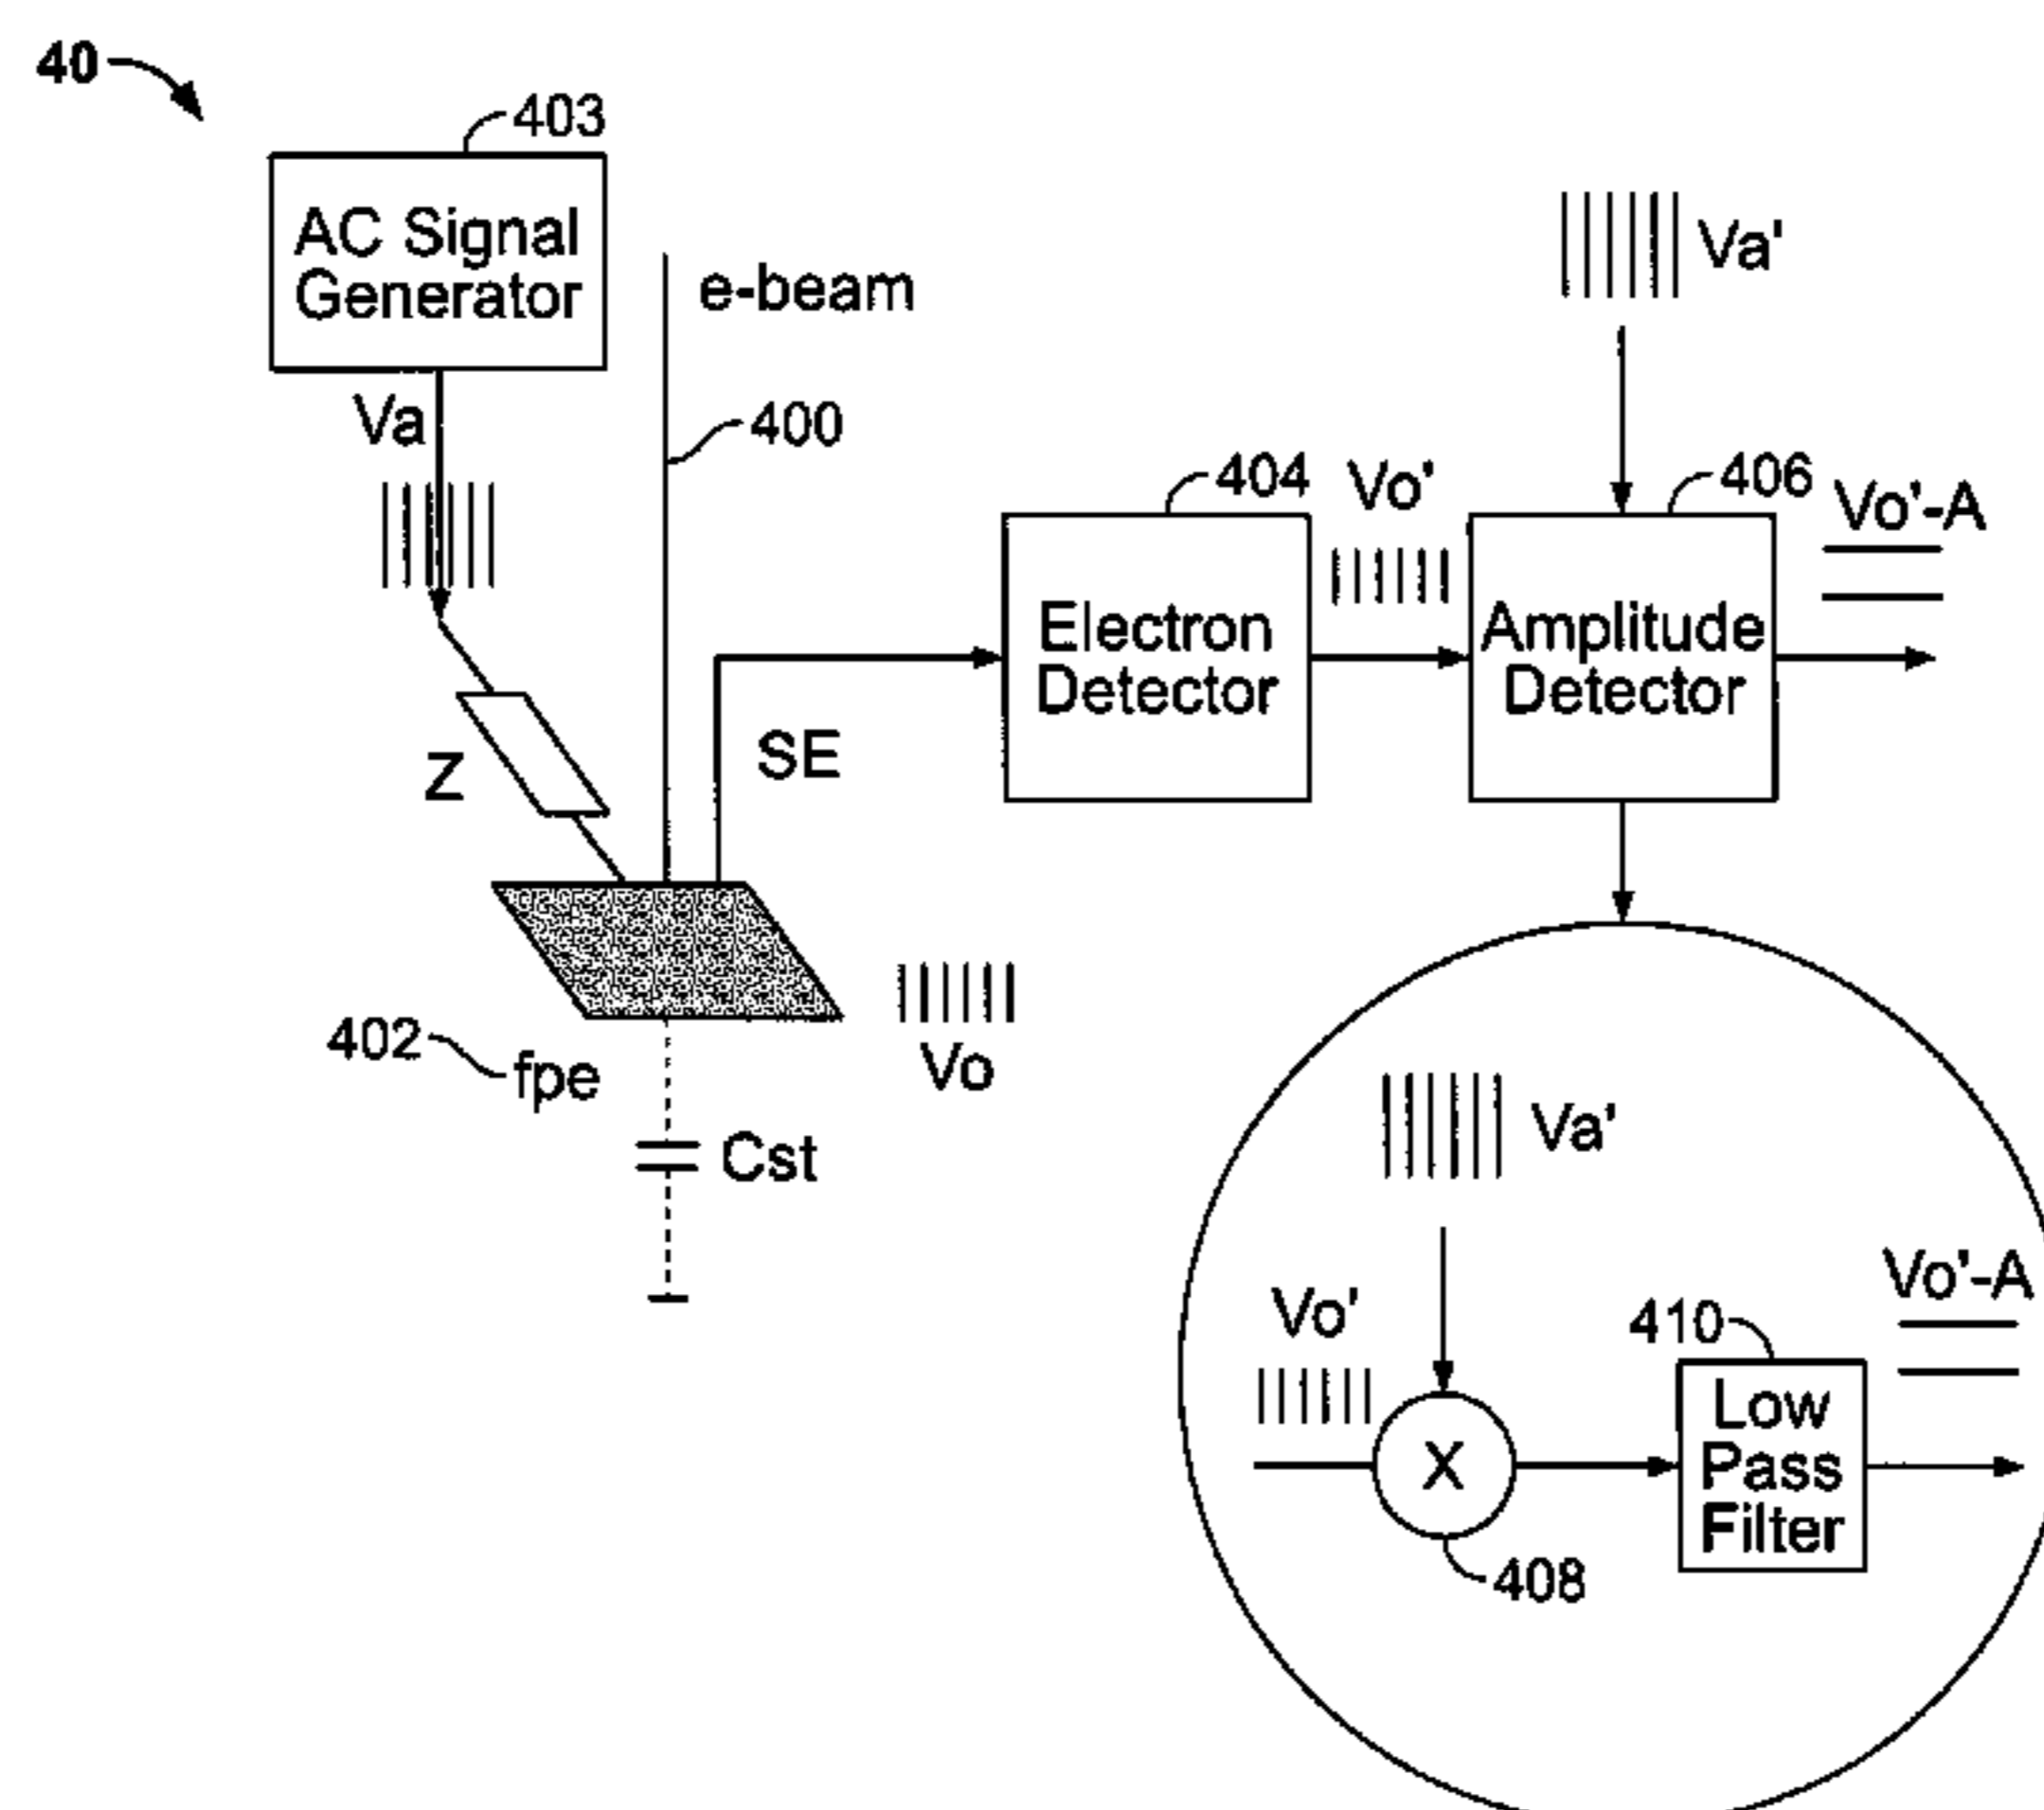 40
403
AC Signal
Generator
Va
e-beam
400
Va'
404
Vo'
406
Vo'-A
Electron
Detector
Amplitude
Detector
Z
SE
402
fpe
Vo
Cst
Va'
Vo'
410
Vo'-A
X
Low
Pass
Filter
408